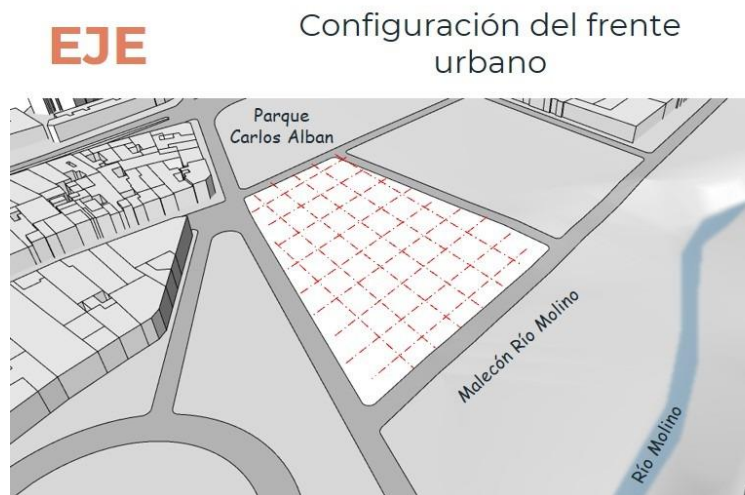 EJE
Configuración del frente
urbano
Parque
Carlos Alban
Malecón Río Molino
Río Molino